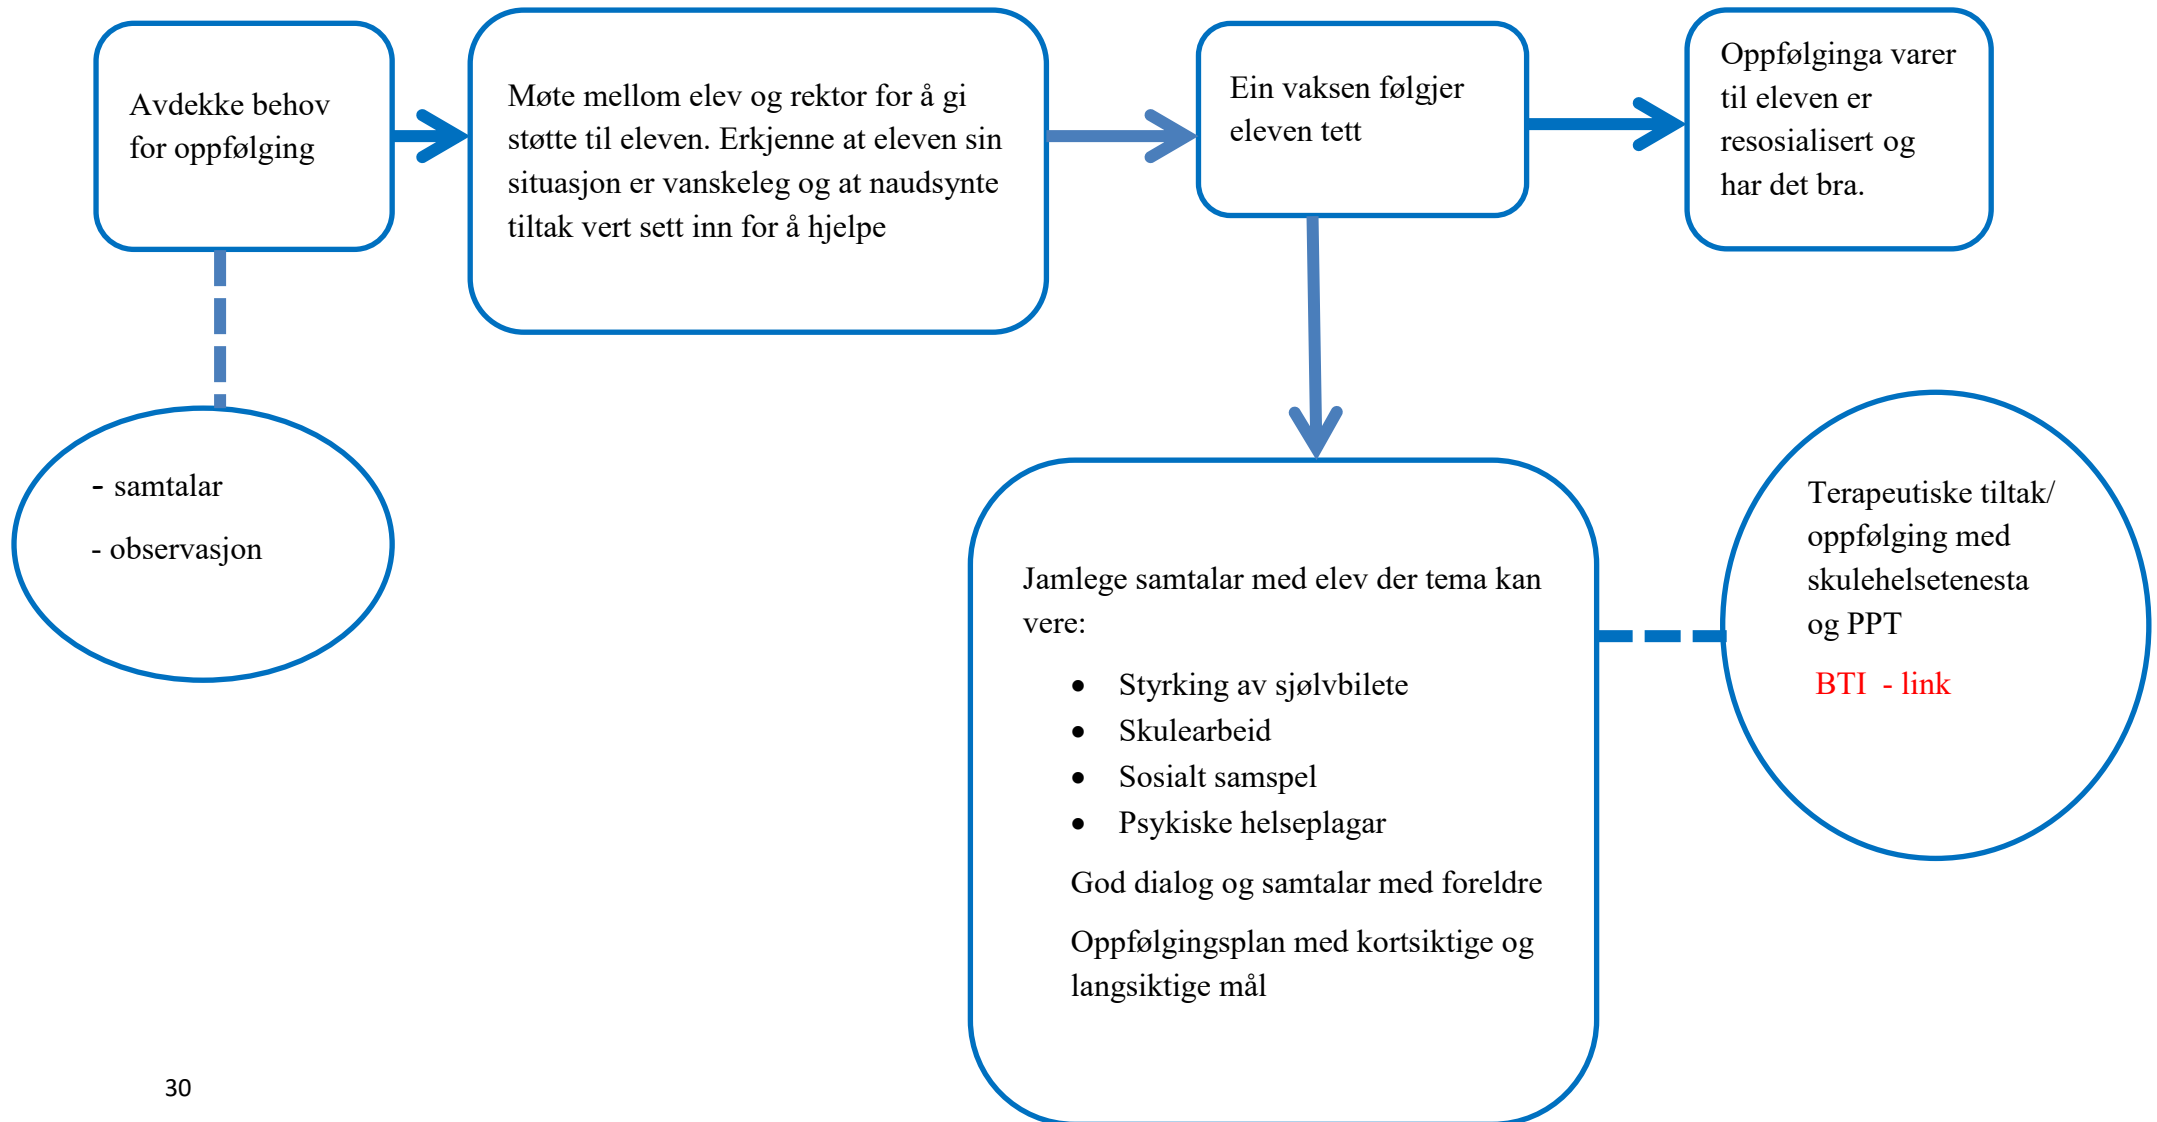 Avdekke behov
for oppfølging
Møte mellom elev og rektor for å gi
støtte til eleven. Erkjenne at eleven sin
situasjon er vanskeleg og at naudsynte
tiltak vert sett inn for å hjelpe
Ein vaksen følgjer
eleven tett
Oppfølginga varer
til eleven er
resosialisert og
har det bra.
- samtalar
- observasjon
Jamlege samtalar med elev der tema kan
vere:
• Styrking av sjølvbilete
• Skulearbeid
• Sosialt samspel
• Psykiske helseplagar
God dialog og samtalar med foreldre
Oppfølgingsplan med kortsiktige og
langsiktige mål
Terapeutiske tiltak/
oppfølging med
skulehelsetenesta
og PPT
BTI - link
30